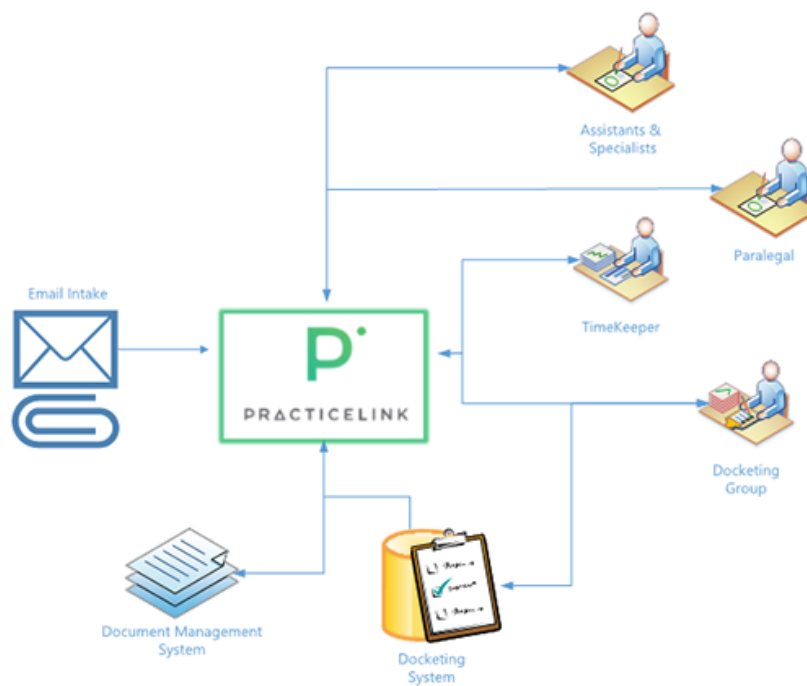 Assistants &
Specialists
Paralegal
TimeKeeper
Email Intake
PRACTICELINK
Docketing
Group
Document Management
System
Docketing
System